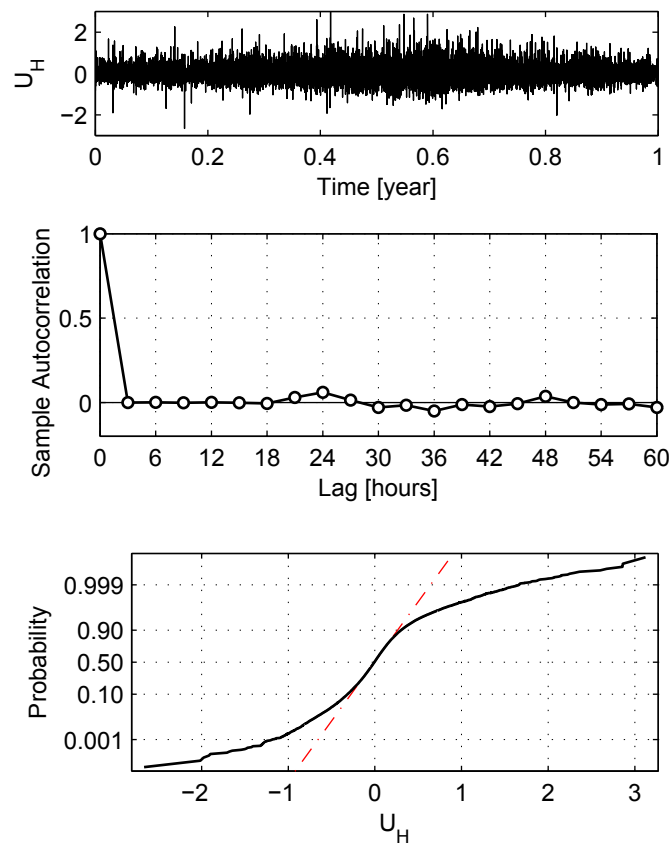 2
0
−2
U_H
0 0.2 0.4 0.6 0.8 1
Time [year]
1
0.5
0
Sample Autocorrelation
0 6 12 18 24 30 36 42 48 54 60
Lag [hours]
0.999
0.90
0.50
0.10
0.001
Probability
−2 −1 0 1 2 3
U_H